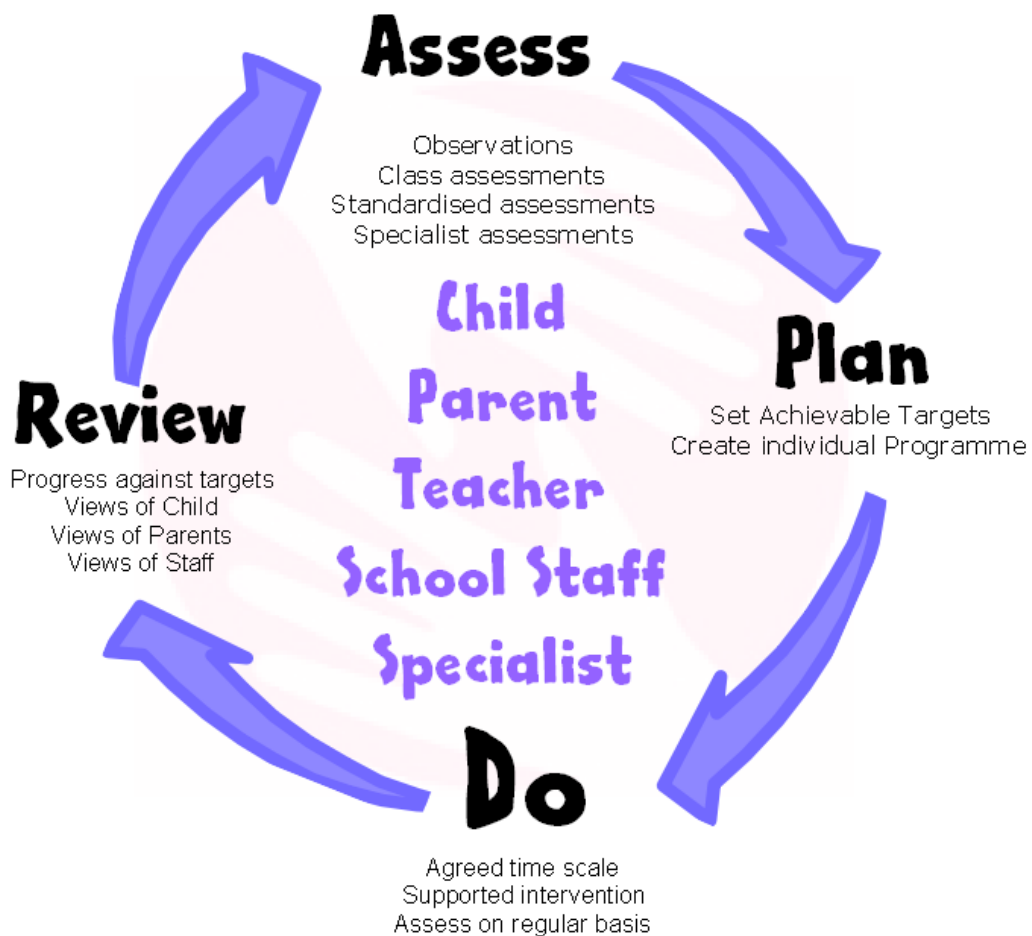 Assess
Observations
Class assessments
Standardised assessments
Specialist assessments
Child
Parent
Teacher
School Staff
Specialist
Plan
Set Achievable Targets
Create individual Programme
Do
Agreed time scale
Supported intervention
Assess on regular basis
Review
Progress against targets
Views of Child
Views of Parents
Views of Staff